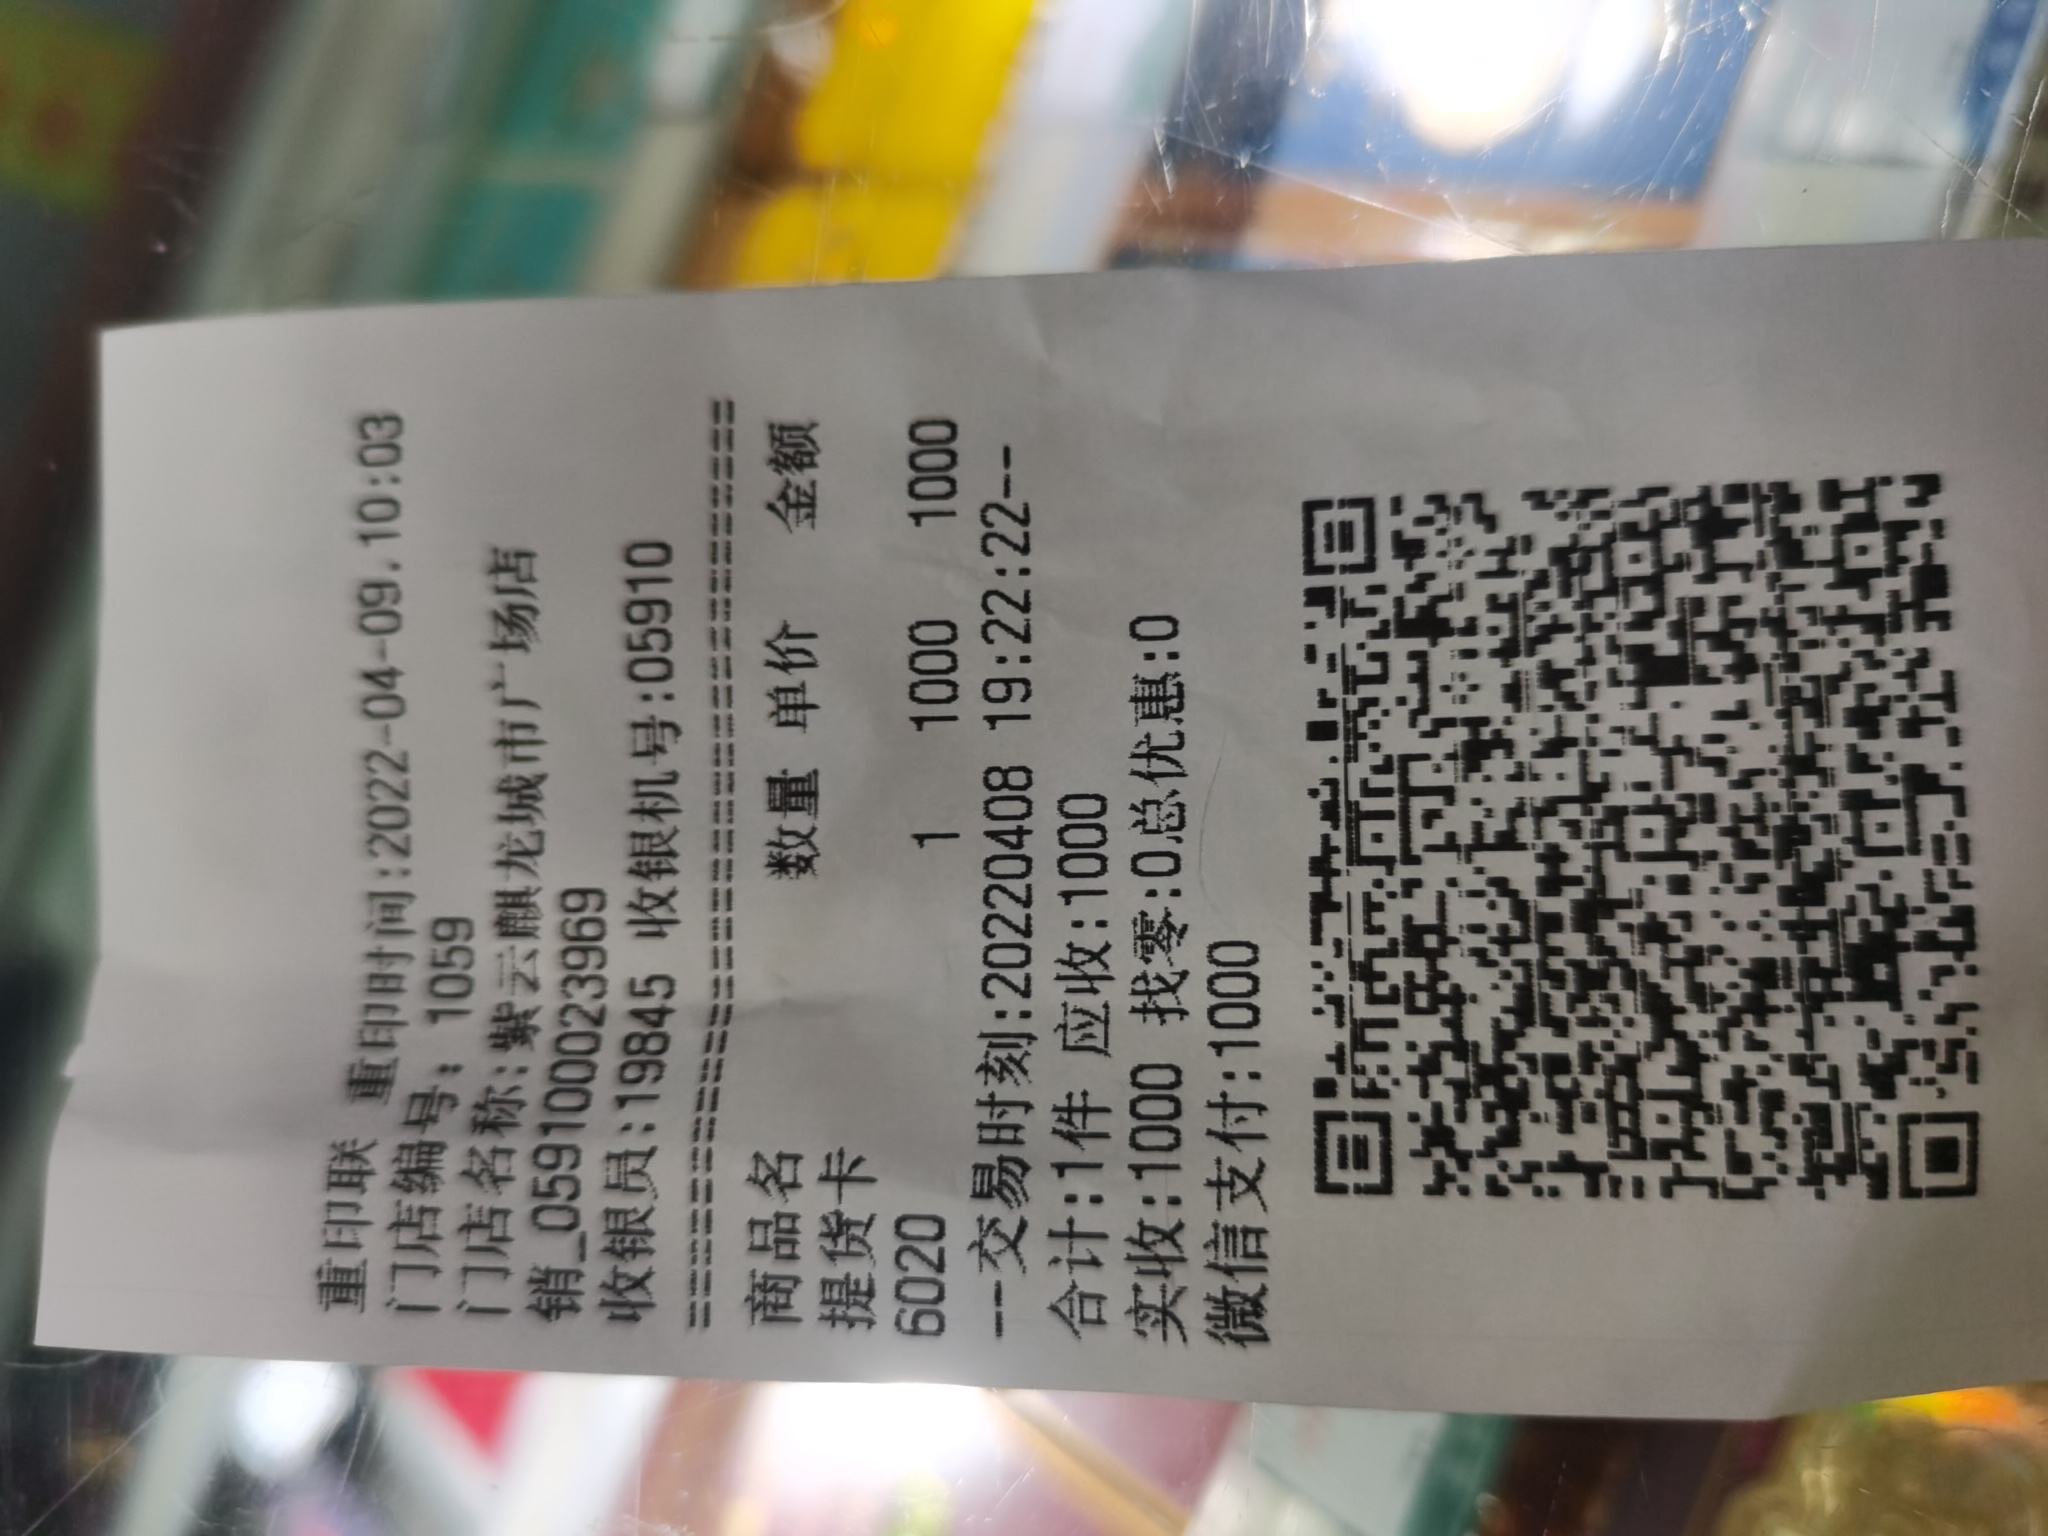 重印联 重印时间:2022-04-09.10:03
门店编号: 1059
门店名称:紫云麒龙城市广场店
销_0591000239​69
收银员:19845 收银机号:05910
========================================
商品名 数量 单价 金额
提货卡
6020 1 1000 1000
--交易时刻:20220408 19:22:22--
合计:1件 应收:1000
实收:1000 找零:0总优惠:0
微信支付:1000